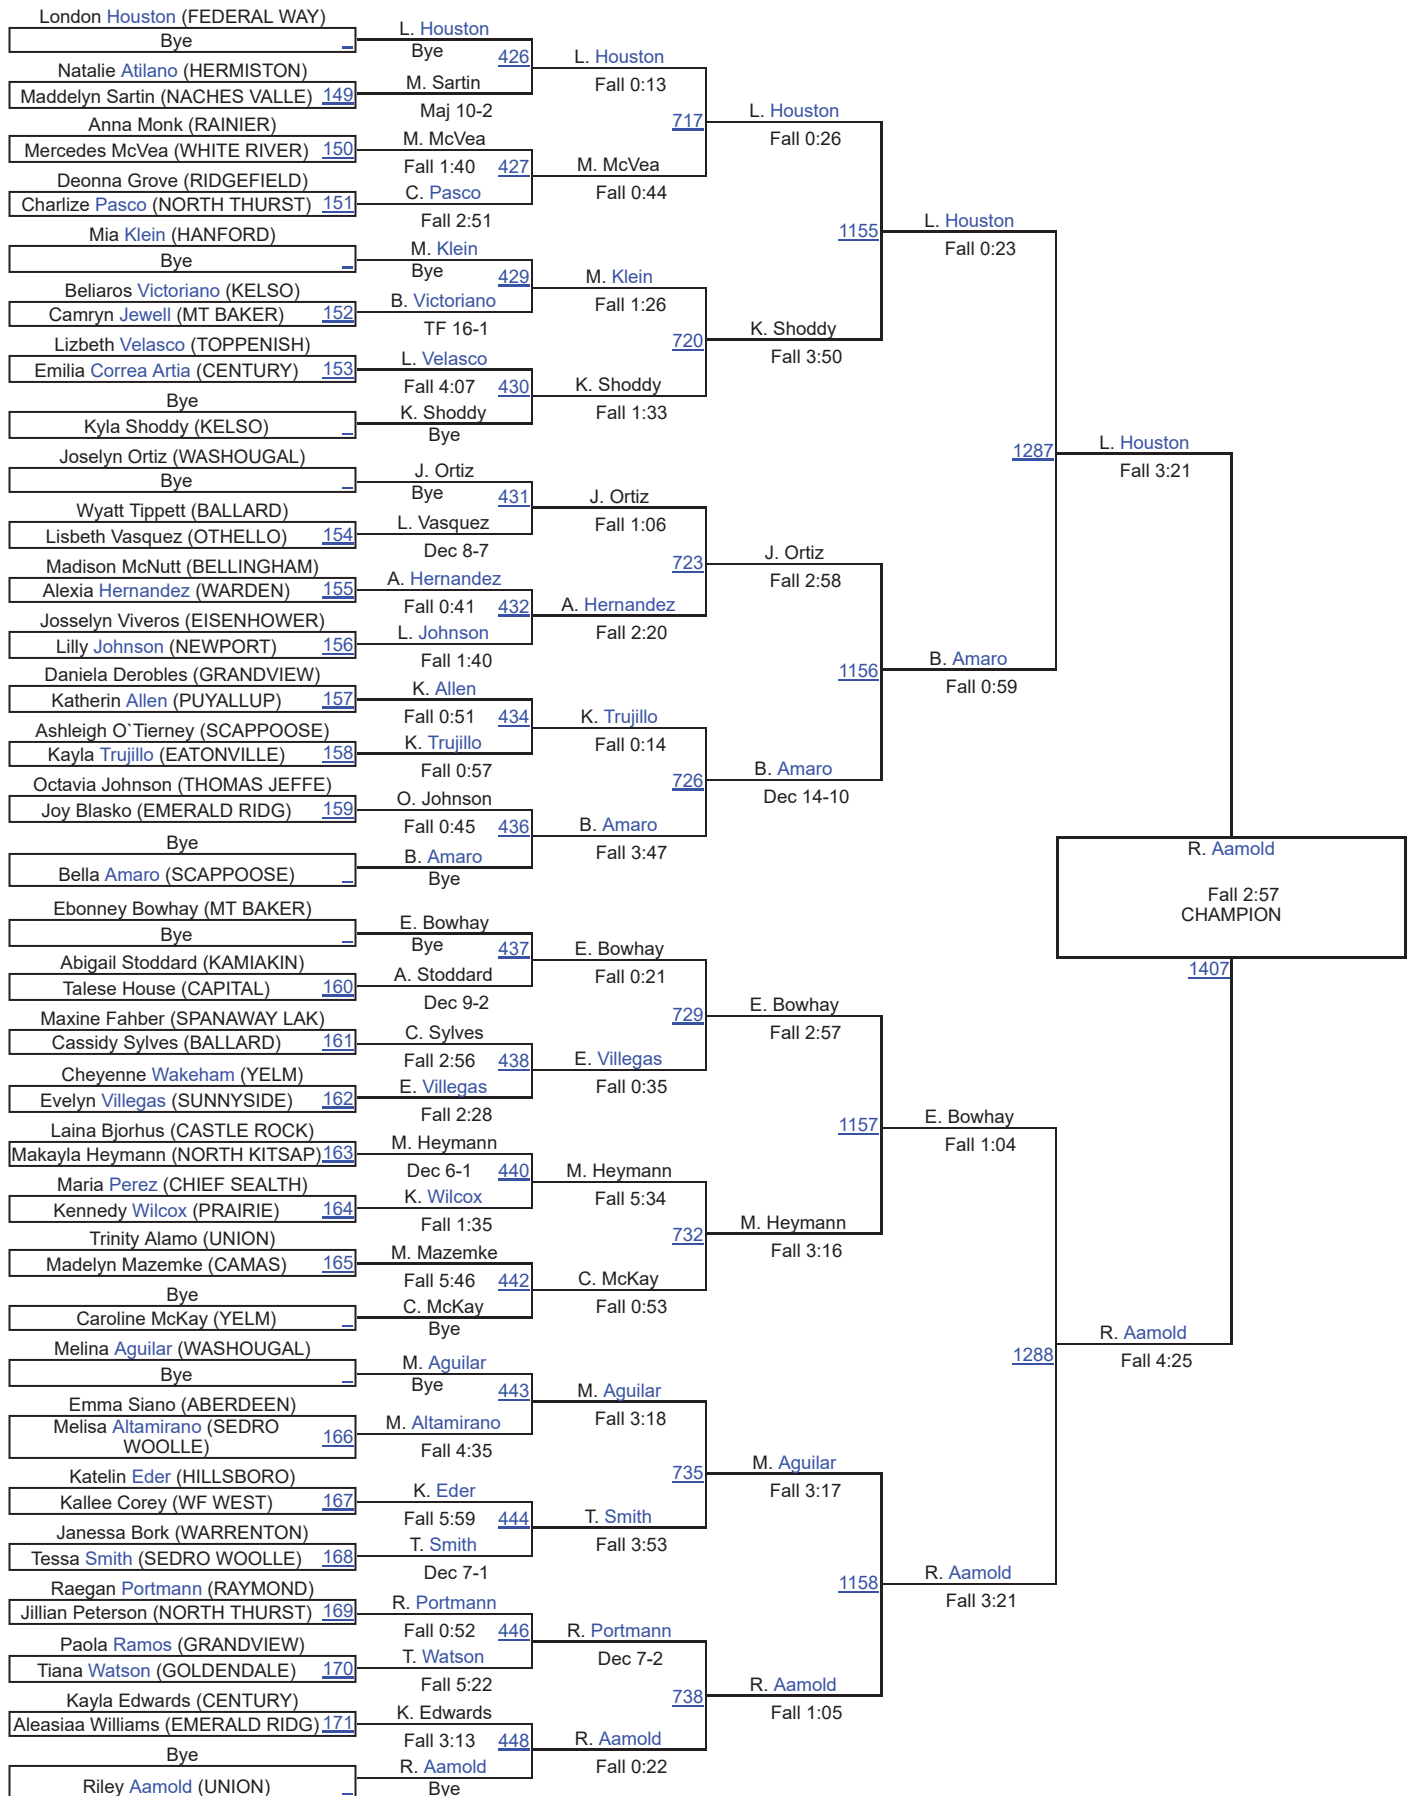 London Houston (FEDERAL WAY)
Bye
Natalie Atilano (HERMISTON)
Maddelyn Sartin (NACHES VALLE) 149
Anna Monk (RAINIER)
Mercedes McVea (WHITE RIVER) 150
Deonna Grove (RIDGEFIELD)
Charlize Pasco (NORTH THURST) 151
Mia Klein (HANFORD)
Bye
Beliaros Victoriano (KELSO)
Camryn Jewell (MT BAKER) 152
Lizbeth Velasco (TOPPENISH)
Emilia Correa Artia (CENTURY) 153
Bye
Kyla Shoddy (KELSO)
Joselyn Ortiz (WASHOUGAL)
Bye
Wyatt Tippett (BALLARD)
Lisbeth Vasquez (OTHELLO) 154
Madison McNutt (BELLINGHAM)
Alexia Hernandez (WARDEN) 155
Josselyn Viveros (EISENHOWER)
Lilly Johnson (NEWPORT) 156
Daniela Derobles (GRANDVIEW)
Katherin Allen (PUYALLUP) 157
Ashleigh O`Tierney (SCAPPOOSE)
Kayla Trujillo (EATONVILLE) 158
Octavia Johnson (THOMAS JEFFE)
Joy Blasko (EMERALD RIDG) 159
Bye
Bella Amaro (SCAPPOOSE)
Ebonney Bowhay (MT BAKER)
Bye
Abigail Stoddard (KAMIAKIN)
Talese House (CAPITAL) 160
Maxine Fahber (SPANAWAY LAK)
Cassidy Sylves (BALLARD) 161
Cheyenne Wakeham (YELM)
Evelyn Villegas (SUNNYSIDE) 162
Laina Bjorhus (CASTLE ROCK)
Makayla Heymann (NORTH KITSAP) 163
Maria Perez (CHIEF SEALTH)
Kennedy Wilcox (PRAIRIE) 164
Trinity Alamo (UNION)
Madelyn Mazemke (CAMAS) 165
Bye
Caroline McKay (YELM)
Melina Aguilar (WASHOUGAL)
Bye
Emma Siano (ABERDEEN)
Melisa Altamirano (SEDRO
WOOLLE) 166
Katelin Eder (HILLSBORO)
Kallee Corey (WF WEST) 167
Janessa Bork (WARRENTON)
Tessa Smith (SEDRO WOOLLE) 168
Raegan Portmann (RAYMOND)
Jillian Peterson (NORTH THURST) 169
Paola Ramos (GRANDVIEW)
Tiana Watson (GOLDENDALE) 170
Kayla Edwards (CENTURY)
Aleasiaa Williams (EMERALD RIDG) 171
Bye
Riley Aamold (UNION)
L. Houston
Bye 426
M. Sartin
Maj 10-2
M. McVea
Fall 1:40 427
C. Pasco
Fall 2:51
M. Klein
Bye 429
B. Victoriano
TF 16-1
L. Velasco
Fall 4:07 430
K. Shoddy
Bye
J. Ortiz
Bye 431
L. Vasquez
Dec 8-7
A. Hernandez
Fall 0:41 432
L. Johnson
Fall 1:40
K. Allen
Fall 0:51 434
K. Trujillo
Fall 0:57
O. Johnson
Fall 0:45 436
B. Amaro
Bye
E. Bowhay
Bye 437
A. Stoddard
Dec 9-2
C. Sylves
Fall 2:56 438
E. Villegas
Fall 2:28
M. Heymann
Dec 6-1 440
K. Wilcox
Fall 1:35
M. Mazemke
Fall 5:46 442
C. McKay
Bye
M. Aguilar
Bye 443
M. Altamirano
Fall 4:35
K. Eder
Fall 5:59 444
T. Smith
Dec 7-1
R. Portmann
Fall 0:52 446
T. Watson
Fall 5:22
K. Edwards
Fall 3:13 448
R. Aamold
Bye
L. Houston
Fall 0:13
717
M. McVea
Fall 0:44
M. Klein
Fall 1:26
720
K. Shoddy
Fall 1:33
J. Ortiz
Fall 1:06
723
A. Hernandez
Fall 2:20
K. Trujillo
Fall 0:14
726
B. Amaro
Fall 3:47
E. Bowhay
Fall 0:21
729
E. Villegas
Fall 0:35
M. Heymann
Fall 5:34
732
C. McKay
Fall 0:53
M. Aguilar
Fall 3:18
735
T. Smith
Fall 3:53
R. Portmann
Dec 7-2
738
R. Aamold
Fall 0:22
L. Houston
Fall 0:26
1155
K. Shoddy
Fall 3:50
J. Ortiz
Fall 2:58
1156
B. Amaro
Dec 14-10
E. Bowhay
Fall 2:57
1157
M. Heymann
Fall 3:16
M. Aguilar
Fall 3:17
1158
R. Aamold
Fall 1:05
L. Houston
Fall 0:23
1287
B. Amaro
Fall 0:59
E. Bowhay
Fall 1:04
1288
R. Aamold
Fall 3:21
L. Houston
Fall 3:21
R. Aamold
Fall 2:57
CHAMPION
1407
R. Aamold
Fall 4:25